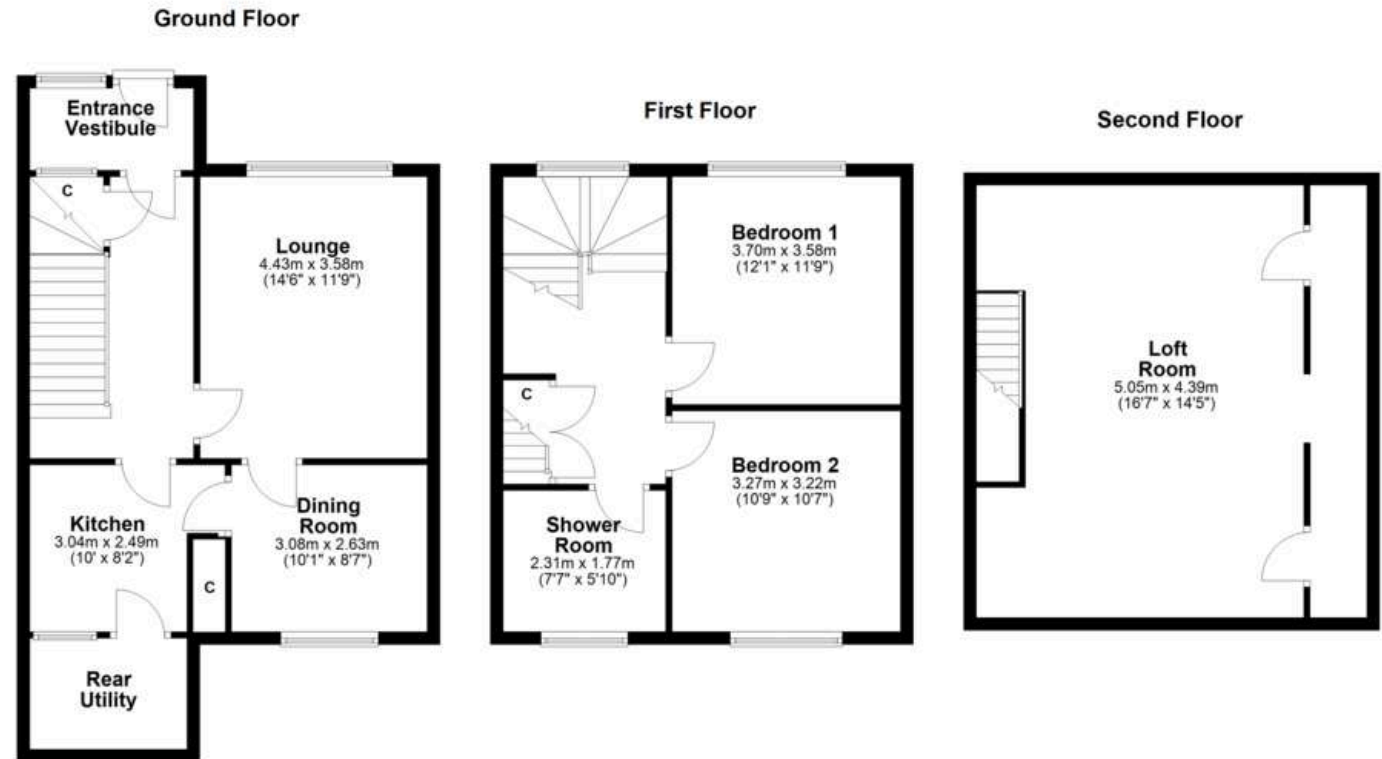 Ground Floor
Entrance
Vestibule
C
Lounge
4.43m x 3.58m
(14'6" x 11'9")
Kitchen
3.04m x 2.49m
(10' x 8'2")
Dining
Room
3.08m x 2.63m
(10'1" x 8'7")
C
Rear
Utility
First Floor
Bedroom 1
3.70m x 3.58m
(12'1" x 11'9")
C
Bedroom 2
3.27m x 3.22m
(10'9" x 10'7")
Shower
Room
2.31m x 1.77m
(7'7" x 5'10")
Second Floor
Loft
Room
5.05m x 4.39m
(16'7" x 14'5")